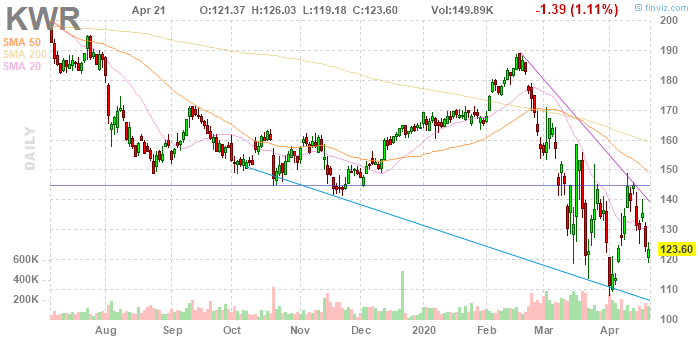 KWR Apr 21 O:121.37 H:126.03 L:119.18 C:123.60 Vol:149.89K -1.39 (1.11%) © finviz.com
SMA 50
SMA 200
SMA 20
DAILY
200
190
180
170
160
150
140
130
123.60
600K 120
400K 110
200K 100
Aug Sep Oct Nov Dec 2020 Feb Mar Apr